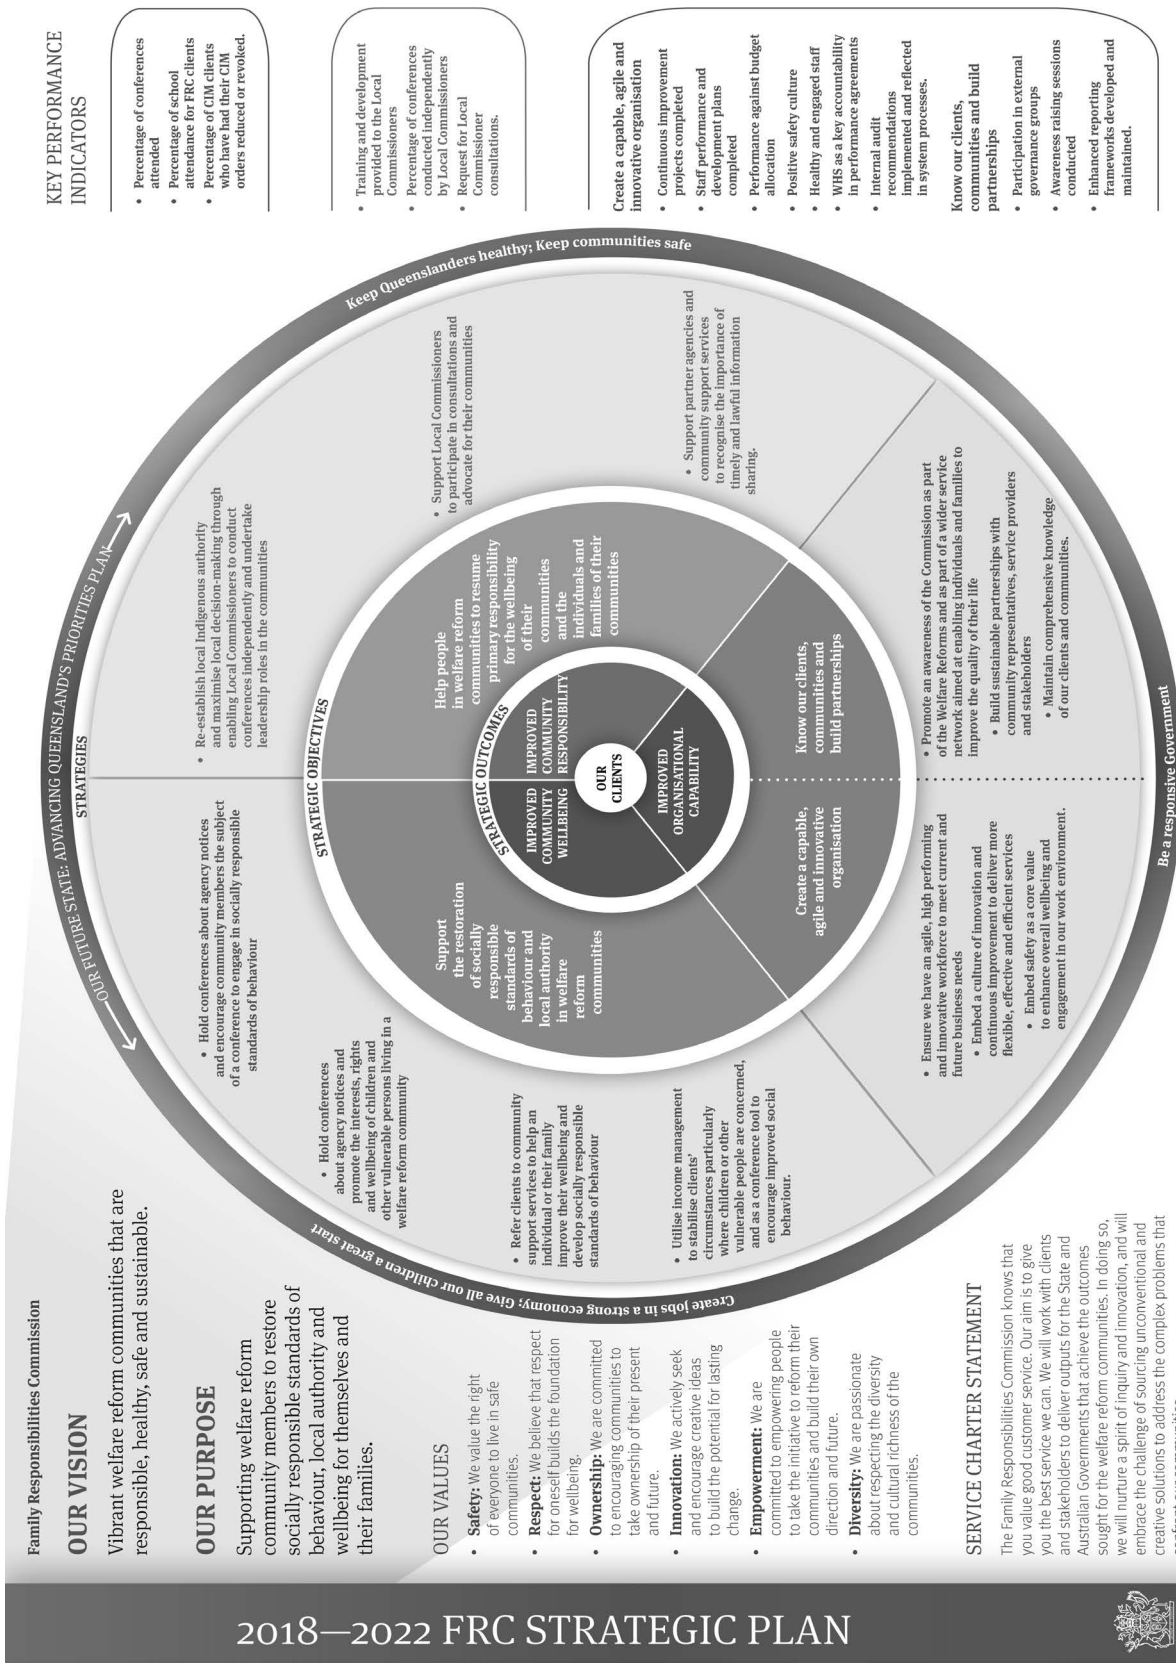 2018—2022 FRC STRATEGIC PLAN
Family Responsibilities Commission
OUR VISION
Vibrant welfare reform communities that are
responsible, healthy, safe and sustainable.
OUR PURPOSE
Supporting welfare reform
community members to restore
socially responsible standards of
behaviour, local authority and
wellbeing for themselves and
their families.
OUR VALUES
• Safety: We value the right
of everyone to live in safe
communities.
• Respect: We believe that respect
for oneself builds the foundation
for wellbeing.
• Ownership: We are committed
to encouraging communities to
take ownership of their present
and future.
• Innovation: We actively seek
and encourage creatives ideas
to build the potential for lasting
change.
• Empowerment: We are
committed to empowering people
to take the initiative to reform their
communities and build their own
direction and future.
• Diversity: We are passionate
about respecting the diversity
and cultural richness of the
communities.
SERVICE CHARTER STATEMENT
The Family Responsibilities Commission knows that
you value good customer service. Our aim is to give
you the best service we can. We will work with clients
and stakeholders to deliver outputs for the State and
Australian Governments that achieve the outcomes
sought for the welfare reform communities. In doing so,
we will nurture a spirit of inquiry and innovation, and will
embrace the challenge of sourcing unconventional and
creative solutions to address the complex problems that
OUR FUTURE STATE: ADVANCING QUEENSLAND'S PRIORITIES PLAN
Create jobs in a strong economy; Give all our children a great start
Keep Queenslanders healthy; Keep communities safe
Be a responsive Government
STRATEGIES
• Hold conferences about agency notices
and encourage community members the subject
of a conference to engage in socially responsible
standards of behaviour
• Hold conferences
about agency notices and
promote the interests, rights
and wellbeing of children and
other vulnerable persons living in a
welfare reform community
• Refer clients to community
support services to help an
individual or their family
improve their wellbeing and
develop socially responsible
standards of behaviour
• Utilise income management
to stabilise clients'
circumstances particularly
where children or other
vulnerable people are concerned,
and as a conference tool to
encourage improved social
behaviour.
• Re-establish local Indigenous authority
and maximise local decision-making through
enabling Local Commissioners to conduct
conferences independently and undertake
leadership roles in the communities
• Support Local Commissioners
to participate in consultations and
advocate for their communities
• Support partner agencies and
community support services
to recognise the importance of
timely and lawful information
sharing.
• Ensure we have an agile, high performing
and innovative workforce to meet current and
future business needs
• Embed a culture of innovation and
continuous improvement to deliver more
flexible, effective and efficient services
• Embed safety as a core value
to enhance overall wellbeing and
engagement in our work environment.
• Promote an awareness of the Commission as part
of the Welfare Reforms and as part of a wider service
network aimed at enabling individuals and families to
improve the quality of their life
• Build sustainable partnerships with
community representatives, service providers
and stakeholders
• Maintain comprehensive knowledge
of our clients and communities.
STRATEGIC OBJECTIVES
Support
the restoration
of socially
responsible
standards of
behaviour and
local authority
in welfare
reform
communities
Help people
in welfare reform
communities to resume
primary responsibility
for the wellbeing
of their
communities
and the
individuals and
families of their
communities
Create a capable,
agile and innovative
organisation
Know our clients,
communities and
build partnerships
STRATEGIC OUTCOMES
IMPROVED
COMMUNITY
WELLBEING
IMPROVED
COMMUNITY
RESPONSIBILITY
IMPROVED
ORGANISATIONAL
CAPABILITY
OUR
CLIENTS
KEY PERFORMANCE
INDICATORS
• Percentage of conferences
attended
• Percentage of school
attendance for FRC clients
• Percentage of CIM clients
who have had their CIM
orders reduced or revoked.
• Training and development
provided to the Local
Commissioners
• Percentage of conferences
conducted independently
by Local Commissioners
• Request for Local
Commissioner
consultations.
Create a capable, agile and
innovative organisation
• Continuous improvement
projects completed
• Staff performance and
development plans
completed
• Performance against budget
allocation
• Positive safety culture
• Healthy and engaged staff
• WHS as a key accountability
in performance agreements
• Internal audit
recommendations
implemented and reflected
in system processes.
Know our clients,
communities and build
partnerships
• Participation in external
governance groups
• Awareness raising sessions
conducted
• Enhanced reporting
frameworks developed and
maintained.